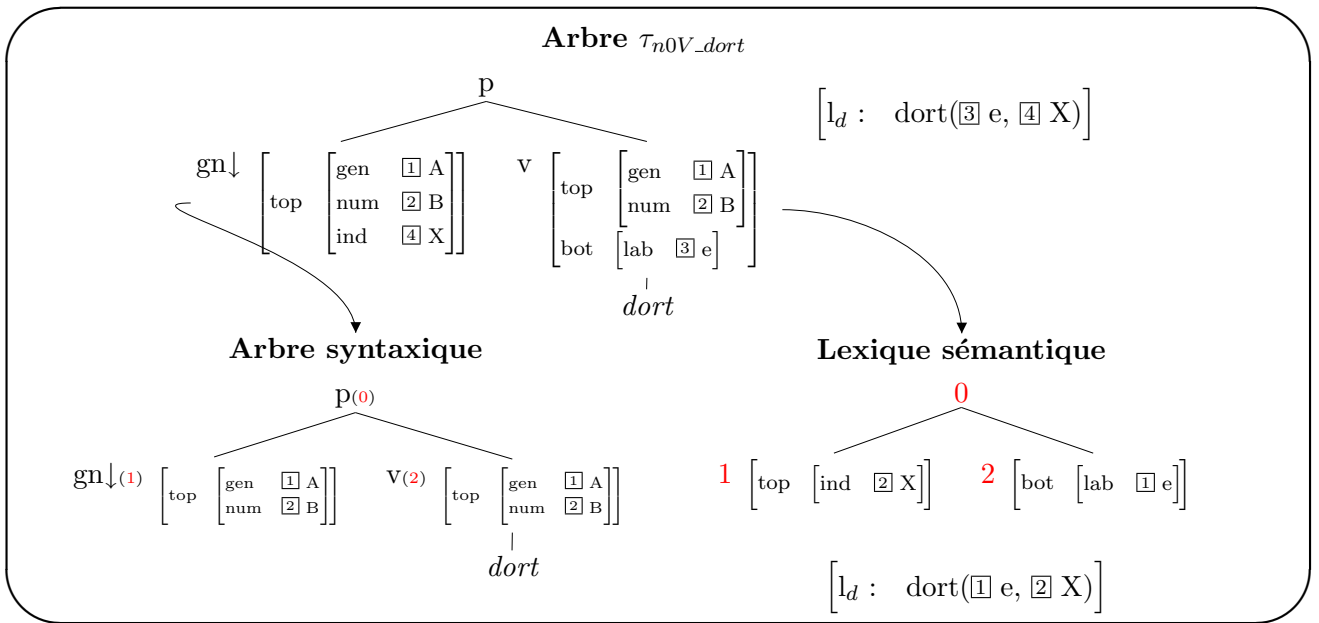 Arbre τn0V_dort
p
[l_d : dort([3] e, [4] X)]
gn↓ [top [gen [1] A
num [2] B
ind [4] X]]
v [top [gen [1] A
num [2] B]
bot [lab [3] e]]
dort
Arbre syntaxique
p(0)
gn↓(1) [top [gen [1] A
num [2] B]]
v(2) [top [gen [1] A
num [2] B]]
dort
Lexique sémantique
0
1 [top [ind [2] X]]
2 [bot [lab [1] e]]
[l_d : dort([1] e, [2] X)]